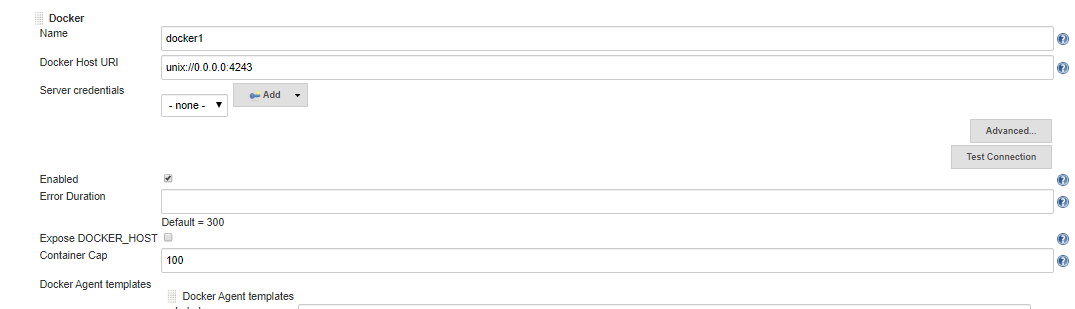 Docker
Name
docker1
Docker Host URI
unix://0.0.0.0:4243
Server credentials
- none -
Add
Advanced...
Test Connection
Enabled
Error Duration
Default = 300
Expose DOCKER_HOST
Container Cap
100
Docker Agent templates
Docker Agent templates